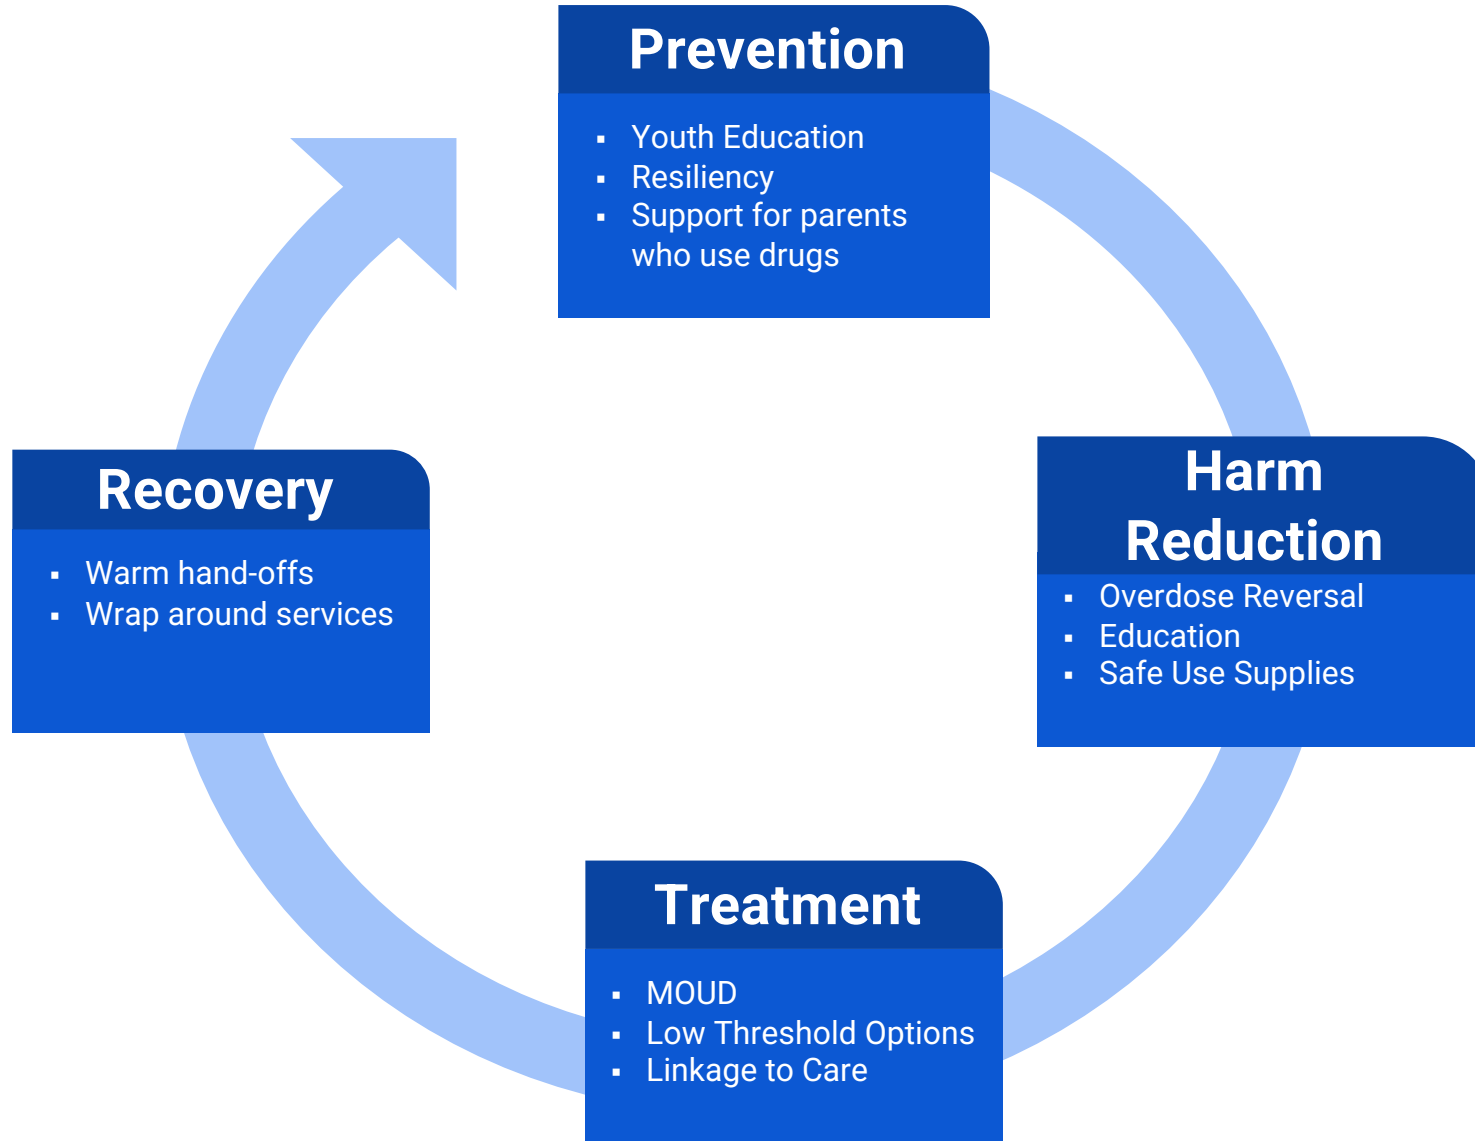 Prevention
▪ Youth Education
▪ Resiliency
▪ Support for parents
who use drugs
Harm
Reduction
▪ Overdose Reversal
▪ Education
▪ Safe Use Supplies
Treatment
▪ MOUD
▪ Low Threshold Options
▪ Linkage to Care
Recovery
▪ Warm hand-offs
▪ Wrap around services